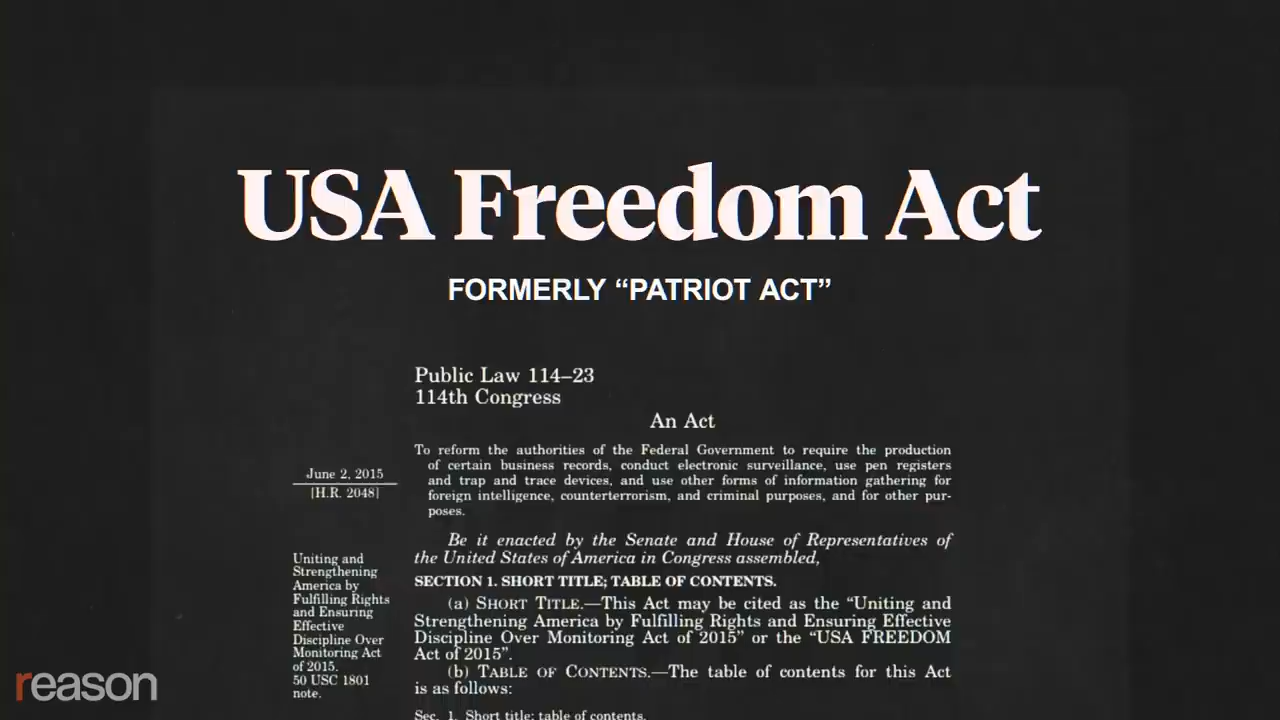 USA Freedom Act
FORMERLY “PATRIOT ACT”
Public Law 114–23
114th Congress
An Act
To reform the authorities of the Federal Government to require the production
of certain business records, conduct electronic surveillance, use pen registers
and trap and trace devices, and use other forms of information gathering for
foreign intelligence, counterterrorism, and criminal purposes, and for other pur-
poses.
June 2, 2015
[H.R. 2048]
Be it enacted by the Senate and House of Representatives of
the United States of America in Congress assembled,
SECTION 1. SHORT TITLE; TABLE OF CONTENTS.
(a) SHORT TITLE.—This Act may be cited as the “Uniting and
Strengthening America by Fulfilling Rights and Ensuring Effective
Discipline Over Monitoring Act of 2015” or the “USA FREEDOM
Act of 2015”.
(b) TABLE OF CONTENTS.—The table of contents for this Act
is as follows:
Sec. 1. Short title; table of contents.
Uniting and
Strengthening
America by
Fulfilling Rights
and Ensuring
Effective
Discipline Over
Monitoring Act
of 2015.
50 USC 1801
note.
reason